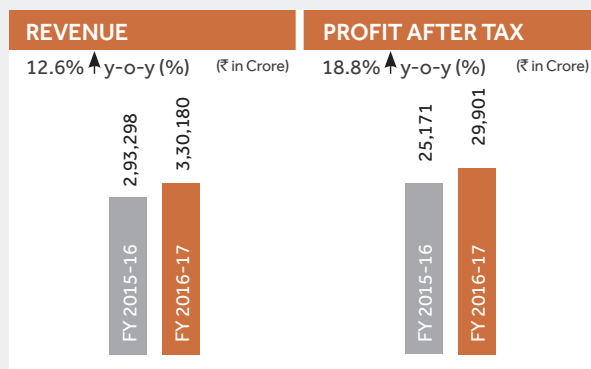 REVENUE
12.6% y-o-y (%) (₹ in Crore)
2,93,298
3,30,180
FY 2015-16
FY 2016-17
PROFIT AFTER TAX
18.8% y-o-y (%) (₹ in Crore)
25,171
29,901
FY 2015-16
FY 2016-17